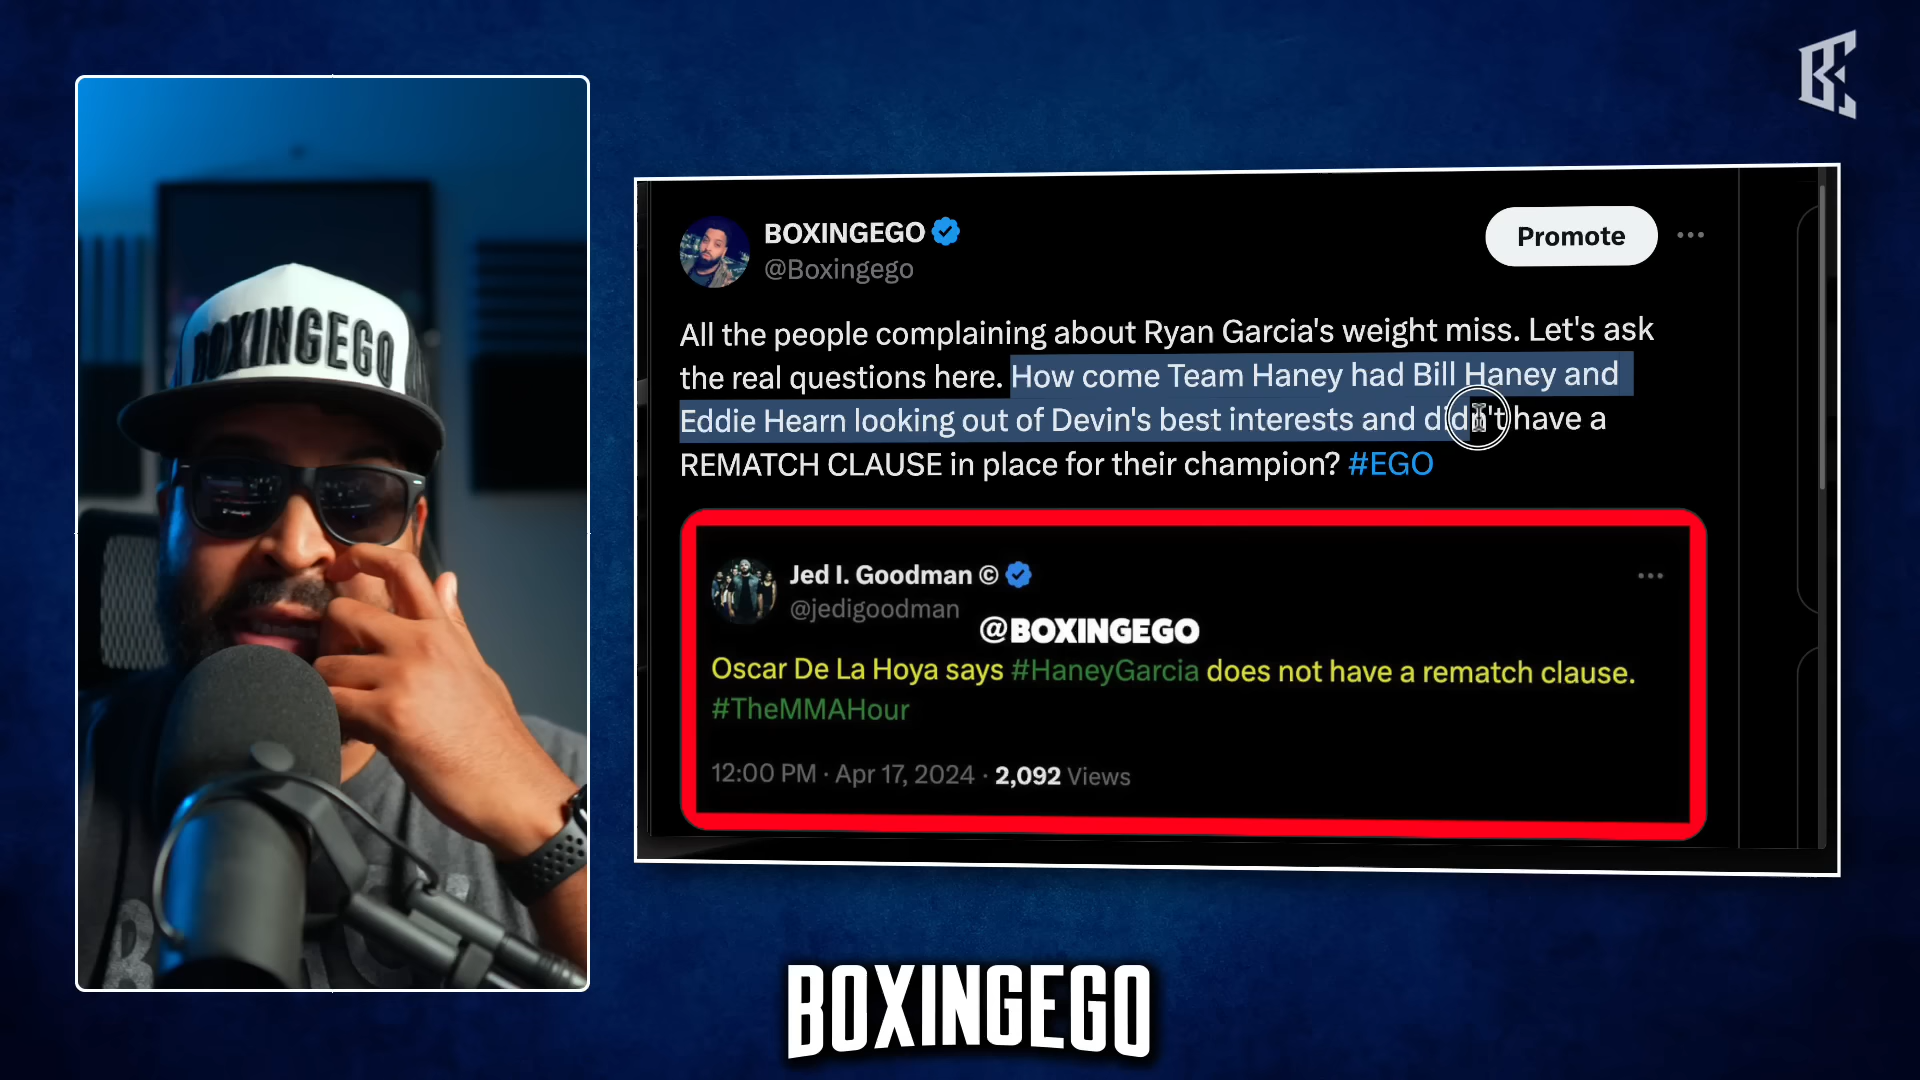 BOXINGEGO
BOXINGEGO
@Boxingego
Promote
All the people complaining about Ryan Garcia's weight miss. Let's ask
the real questions here. How come Team Haney had Bill Haney and
Eddie Hearn looking out of Devin's best interests and didn't have a
REMATCH CLAUSE in place for their champion? #EGO
Jed I. Goodman ©
@jedigoodman
@BOXINGEGO
Oscar De La Hoya says #HaneyGarcia does not have a rematch clause.
#TheMMAHour
12:00 PM · Apr 17, 2024 · 2,092 Views
BOXINGEGO